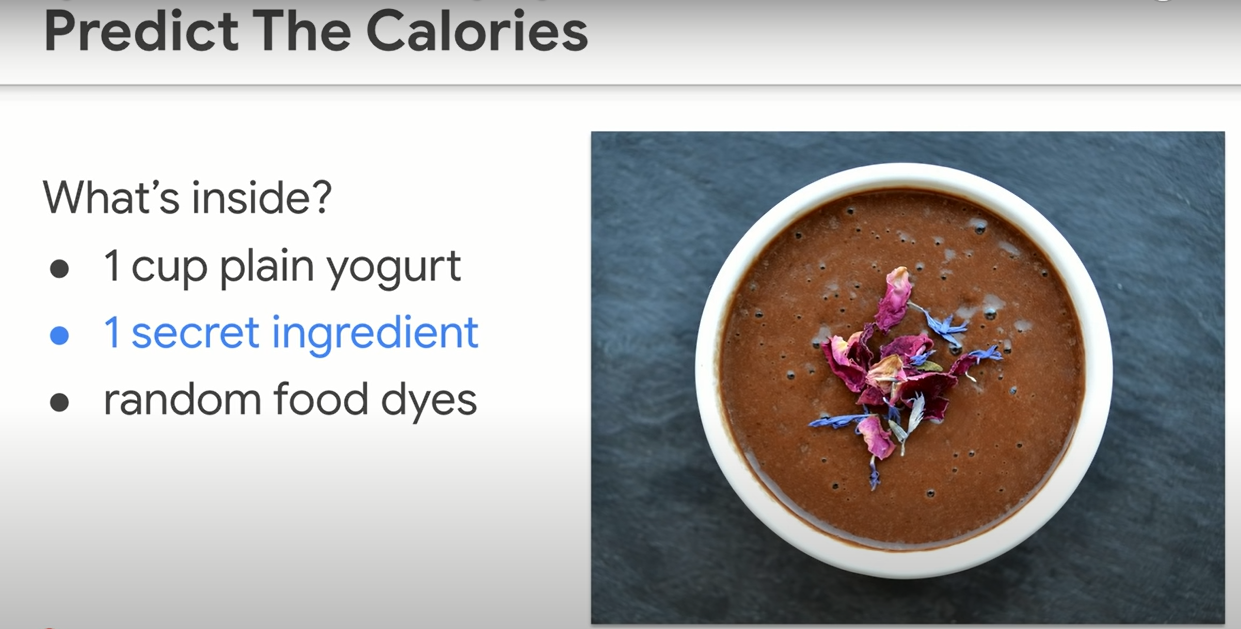 Predict The Calories
What's inside?
● 1 cup plain yogurt
● 1 secret ingredient
● random food dyes